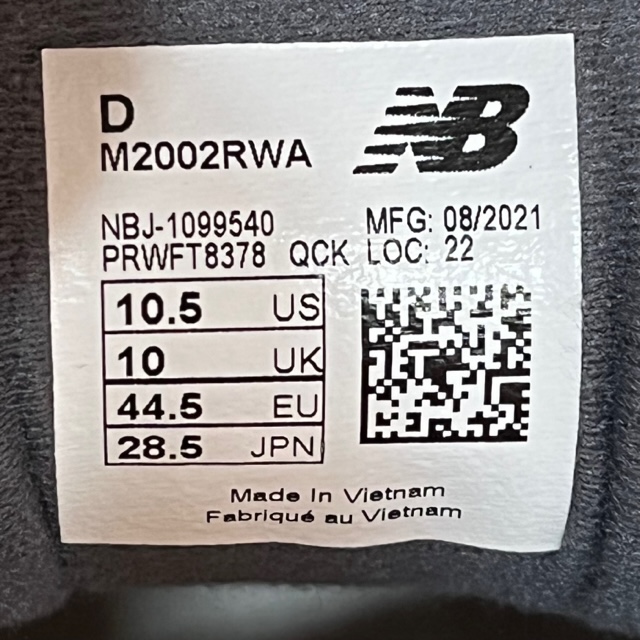 D
NB
M2002RWA
NBJ-1099540 MFG: 08/2021
PRWFT8378 QCK LOC: 22
10.5 US
10 UK
44.5 EU
28.5 JPN
Made In Vietnam
Fabriqué au Vietnam